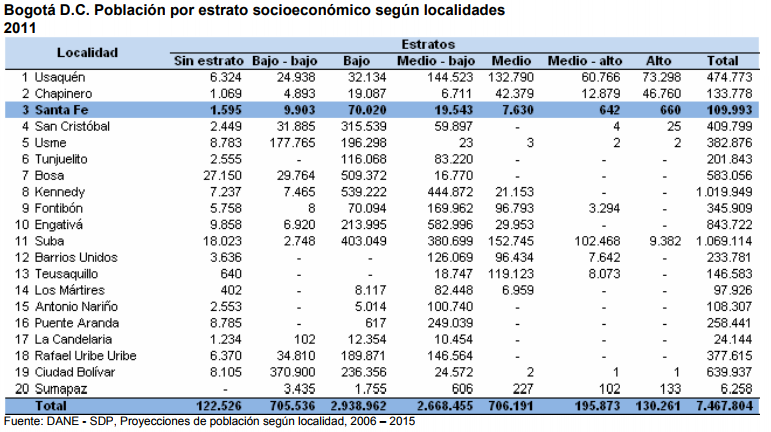 Bogotá D.C. Población por estrato socioeconómico según localidades
2011
Localidad Estratos
Sin estrato Bajo - bajo Bajo Medio - bajo Medio Medio - alto Alto Total
1 Usaquén 6.324 24.938 32.134 144.523 132.790 60.766 73.298 474.773
2 Chapinero 1.069 4.893 19.087 6.711 42.379 12.879 46.760 133.778
3 Santa Fe 1.595 9.903 70.020 19.543 7.630 642 660 109.993
4 San Cristóbal 2.449 31.885 315.539 59.897 - 4 25 409.799
5 Usme 8.783 177.765 196.298 23 3 2 2 382.876
6 Tunjuelito 2.555 - 116.068 83.220 - - - 201.843
7 Bosa 27.150 29.764 509.372 16.770 - - - 583.056
8 Kennedy 7.237 7.465 539.222 444.872 21.153 - - 1.019.949
9 Fontibón 5.758 8 70.094 169.962 96.793 3.294 - 345.909
10 Engativá 9.858 6.920 213.995 582.996 29.953 - - 843.722
11 Suba 18.023 2.748 403.049 380.699 152.745 102.468 9.382 1.069.114
12 Barrios Unidos 3.636 - - 126.069 96.434 7.642 - 233.781
13 Teusaquillo 640 - - 18.747 119.123 8.073 - 146.583
14 Los Mártires 402 - 8.117 82.448 6.959 - - 97.926
15 Antonio Nariño 2.553 - 5.014 100.740 - - - 108.307
16 Puente Aranda 8.785 - 617 249.039 - - - 258.441
17 La Candelaria 1.234 102 12.354 10.454 - - - 24.144
18 Rafael Uribe Uribe 6.370 34.810 189.871 146.564 - - - 377.615
19 Ciudad Bolívar 8.105 370.900 236.356 24.572 2 1 1 639.937
20 Sumapaz - 3.435 1.755 606 227 102 133 6.258
Total 122.526 705.536 2.938.962 2.668.455 706.191 195.873 130.261 7.467.804
Fuente: DANE - SDP, Proyecciones de población según localidad, 2006 – 2015